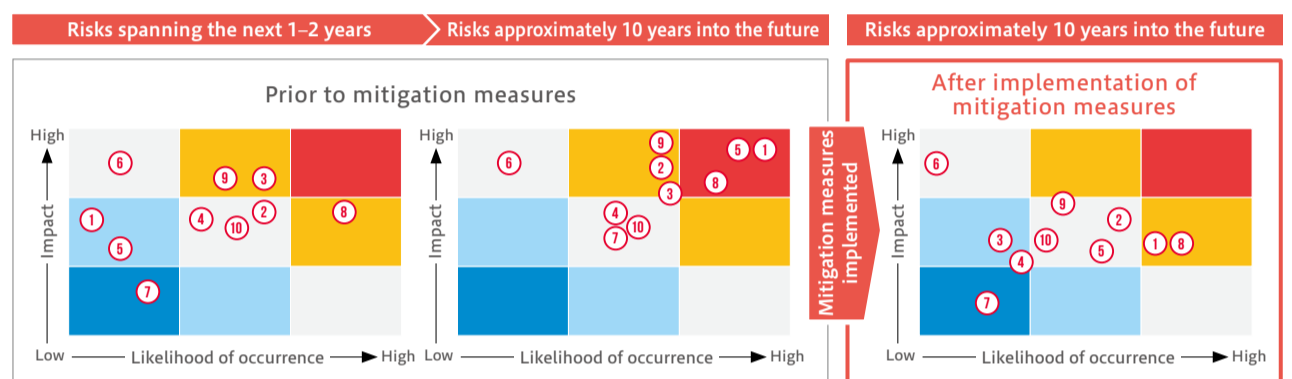 Risks spanning the next 1–2 years
Risks approximately 10 years into the future
Risks approximately 10 years into the future
Prior to mitigation measures
High
Impact
6
9
3
1
4
2
10
8
5
7
Low
Likelihood of occurrence
High
High
Impact
6
9
2
3
5
1
8
4
10
7
Low
Likelihood of occurrence
High
Mitigation measures
implemented
After implementation of
mitigation measures
High
Impact
6
9
2
3
10
5
1
8
4
7
Low
Likelihood of occurrence
High